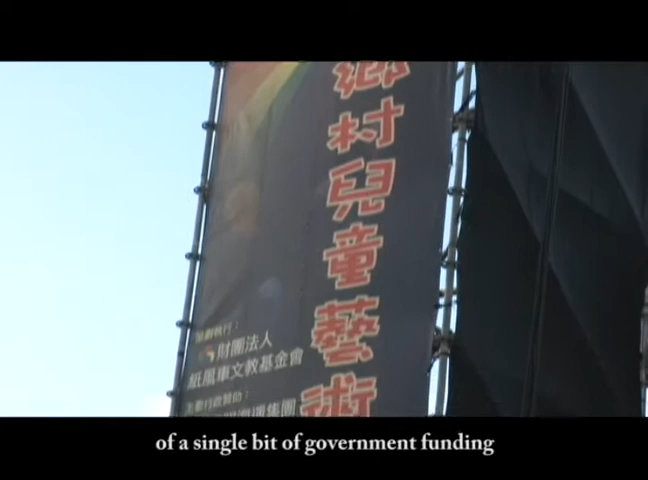 鄉村兒童藝術
策劃執行：
財團法人
紙風車文教基金會
of a single bit of government funding